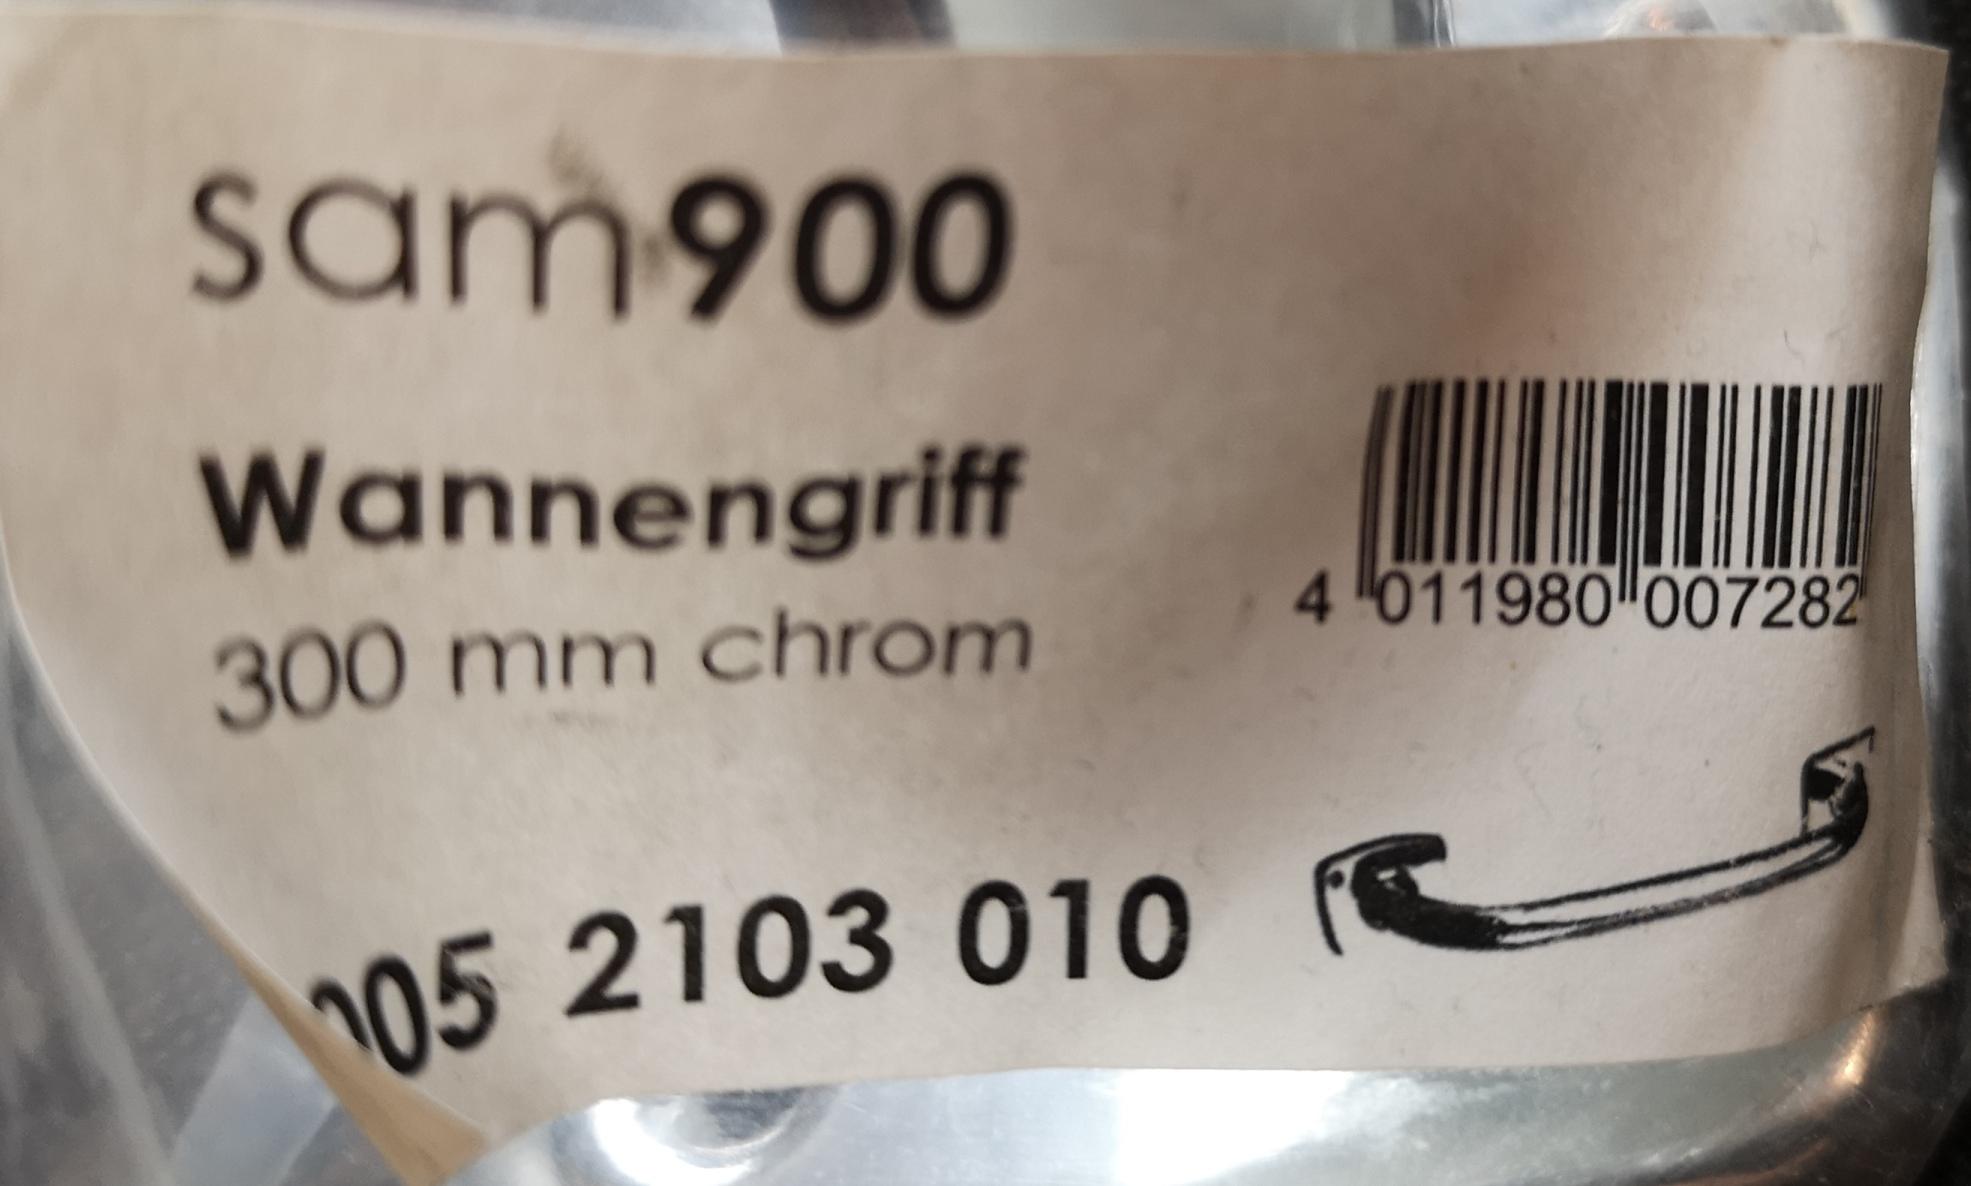 sam900
Wannengriff
300 mm chrom
4 011980 007282
005 2103 010